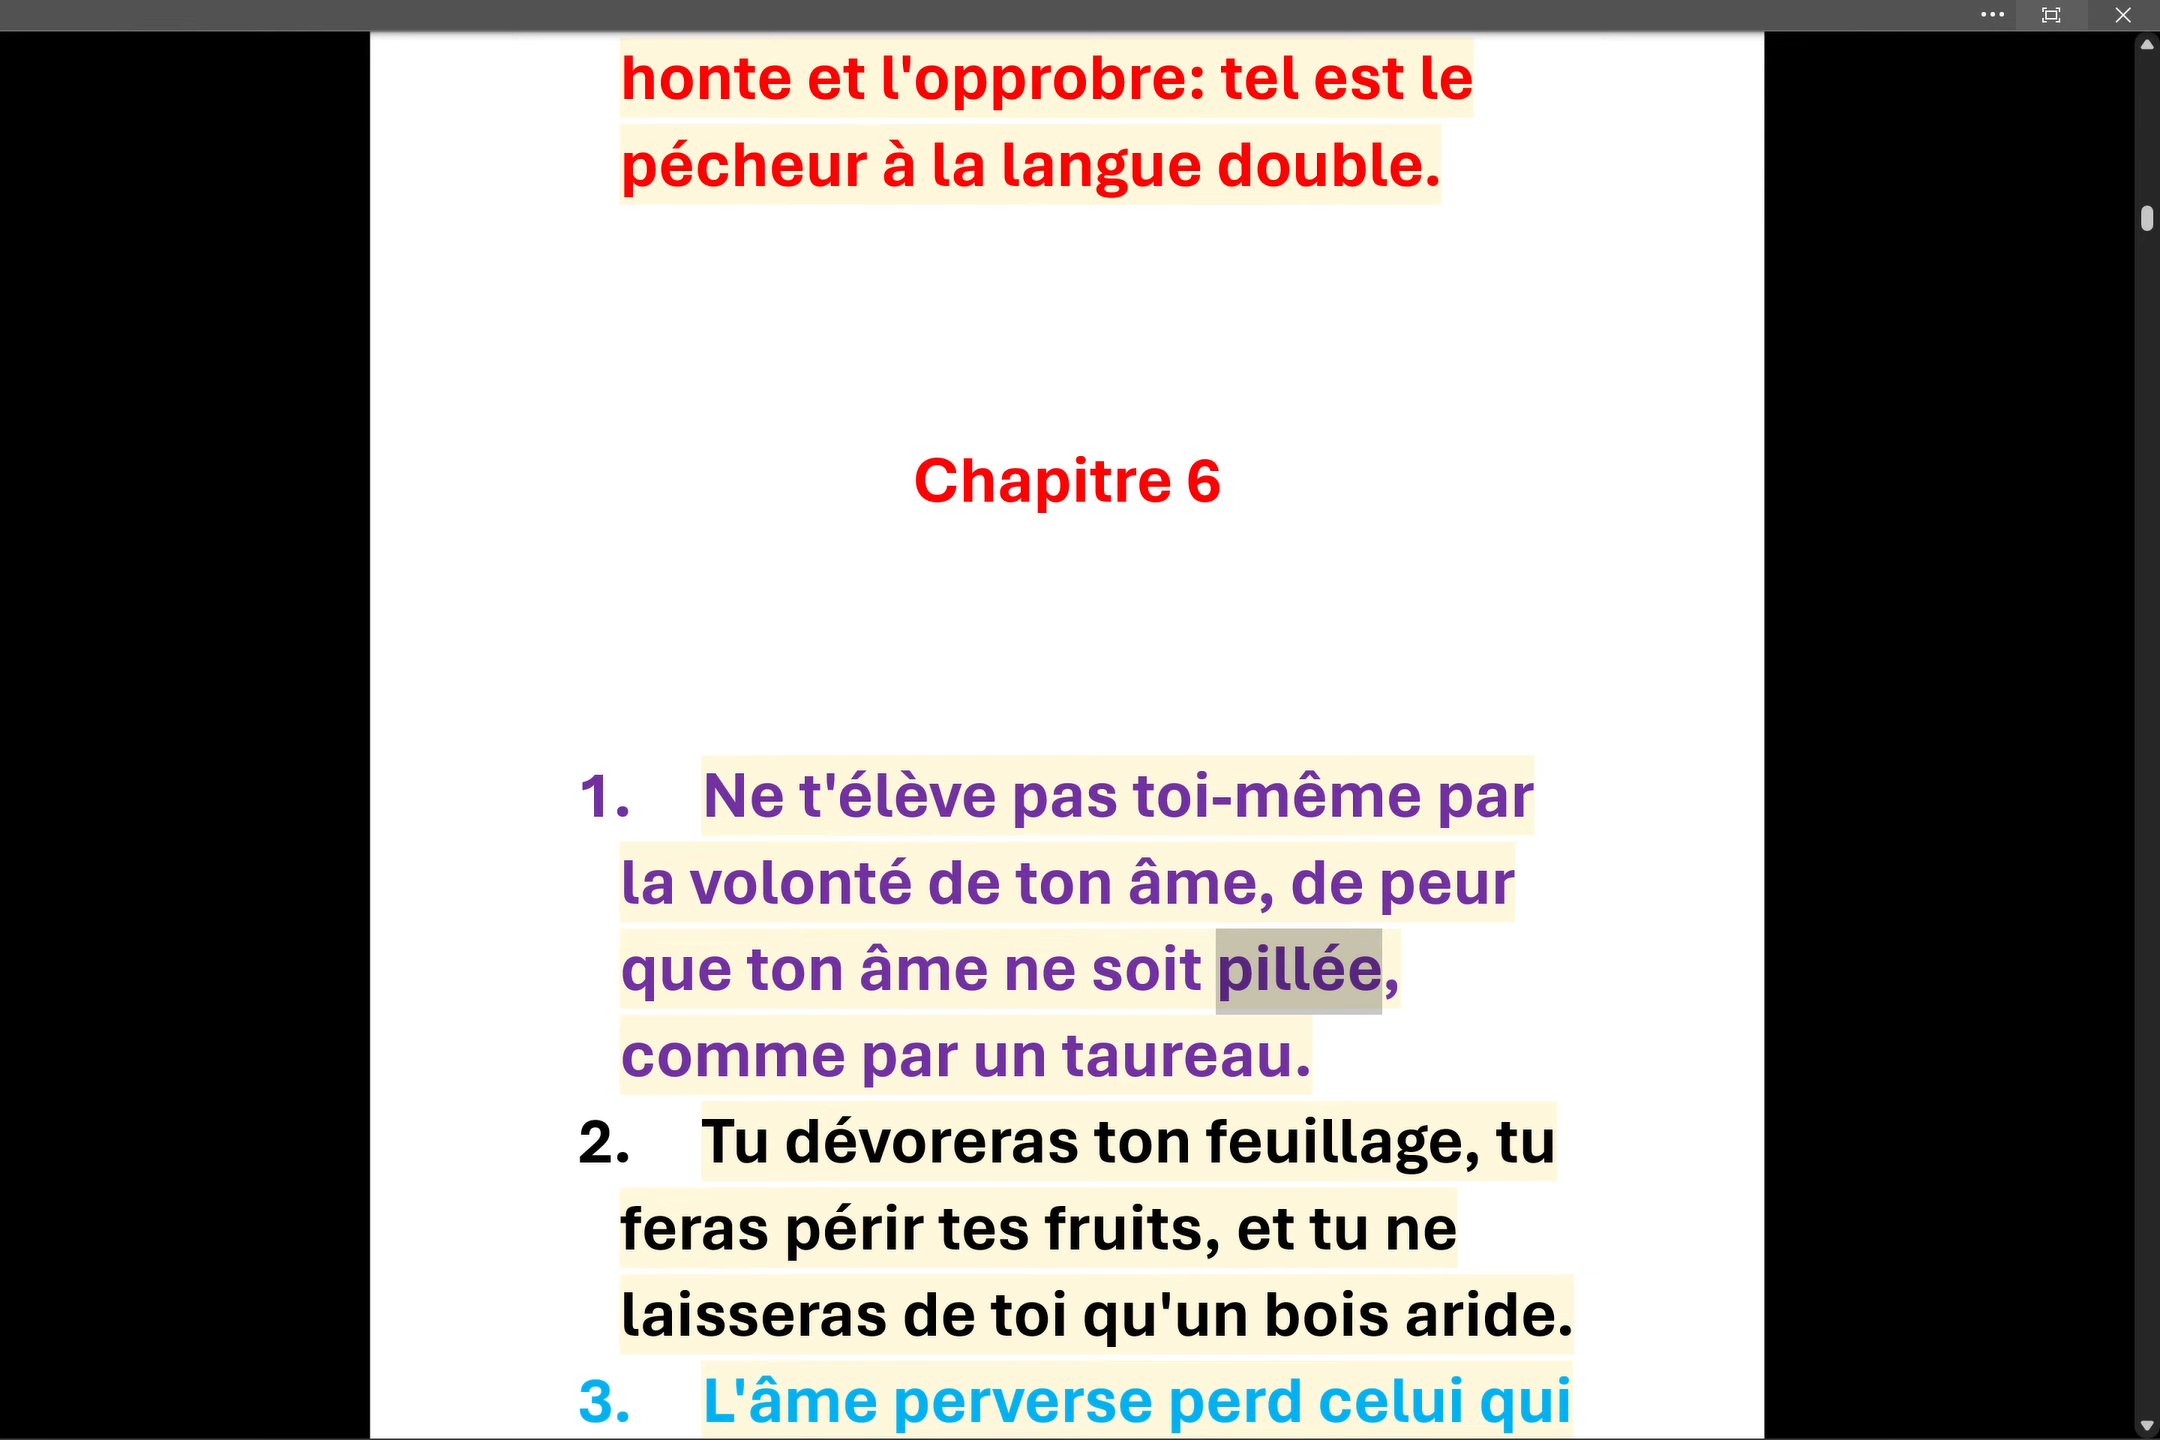 honte et l'opprobre: tel est le
pécheur à la langue double.
Chapitre 6
1. Ne t'élève pas toi-même par
la volonté de ton âme, de peur
que ton âme ne soit pillée,
comme par un taureau.
2. Tu dévoreras ton feuillage, tu
feras périr tes fruits, et tu ne
laisseras de toi qu'un bois aride.
3. L'âme perverse perd celui qui